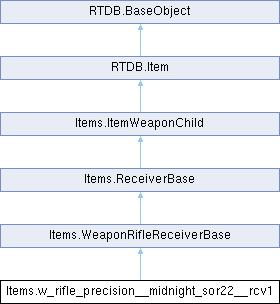 RTDB.BaseObject
RTDB.Item
Items.ItemWeaponChild
Items.ReceiverBase
Items.WeaponRifleReceiverBase
Items.w_rifle_precision__midnight_sor22__rcv1